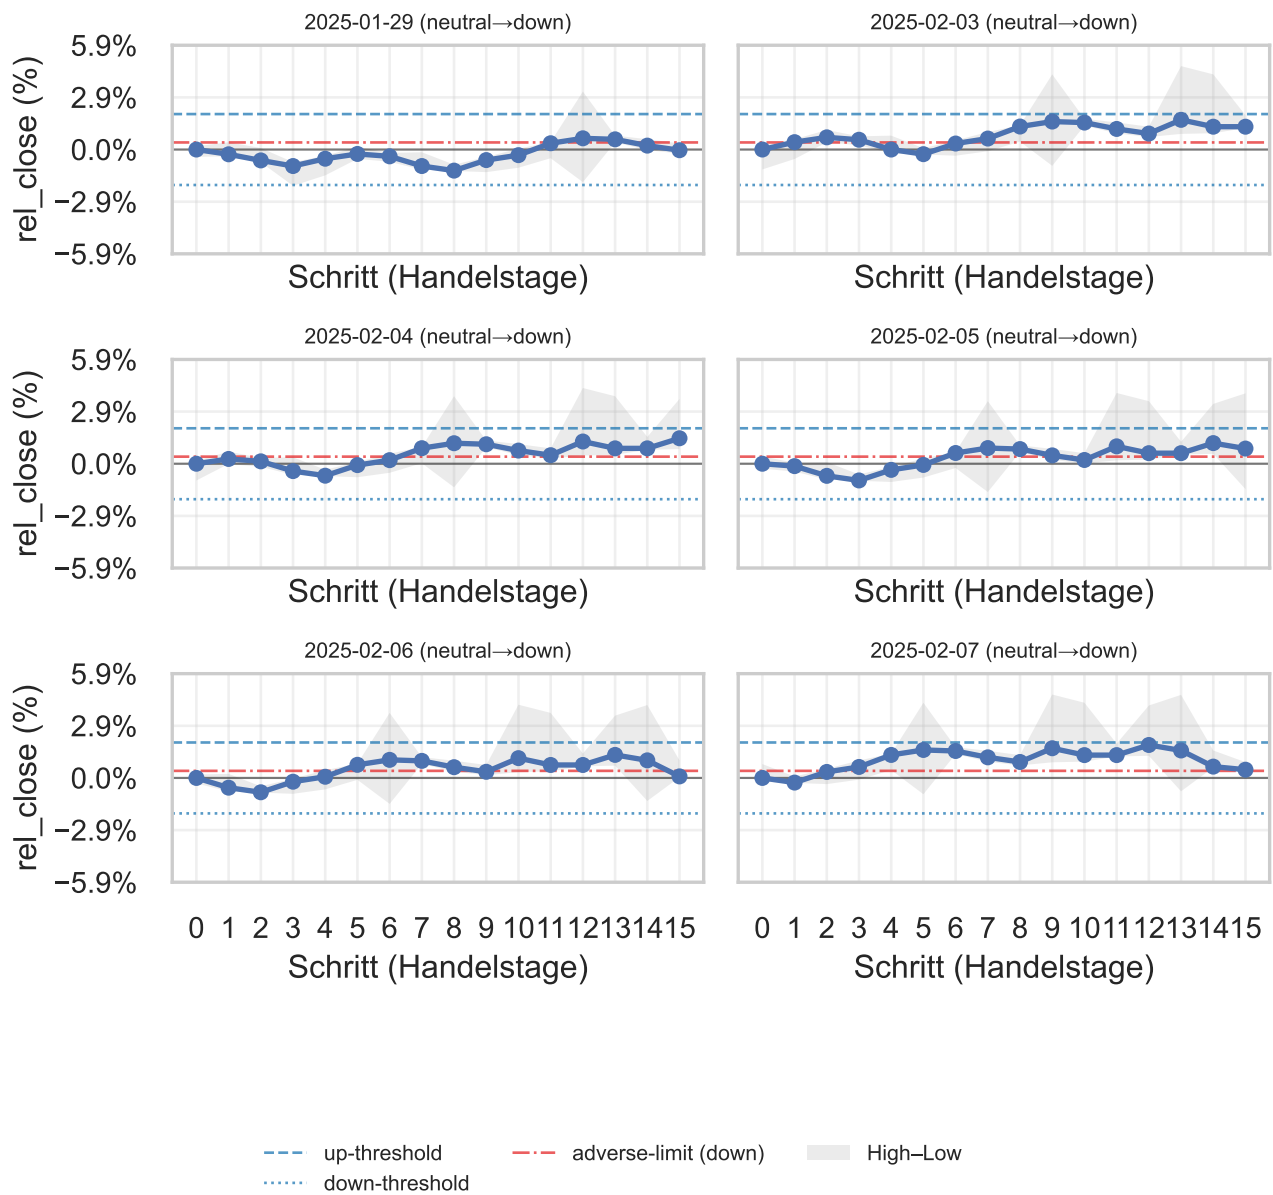 2025-01-29 (neutral→down)
2025-02-03 (neutral→down)
rel_close (%)
5.9%
2.9%
0.0%
−2.9%
−5.9%
Schritt (Handelstage)
Schritt (Handelstage)
2025-02-04 (neutral→down)
2025-02-05 (neutral→down)
rel_close (%)
5.9%
2.9%
0.0%
−2.9%
−5.9%
Schritt (Handelstage)
Schritt (Handelstage)
2025-02-06 (neutral→down)
2025-02-07 (neutral→down)
rel_close (%)
5.9%
2.9%
0.0%
−2.9%
−5.9%
0 1 2 3 4 5 6 7 8 9 10 11 12 13 14 15
0 1 2 3 4 5 6 7 8 9 10 11 12 13 14 15
Schritt (Handelstage)
Schritt (Handelstage)
up-threshold
down-threshold
adverse-limit (down)
High–Low